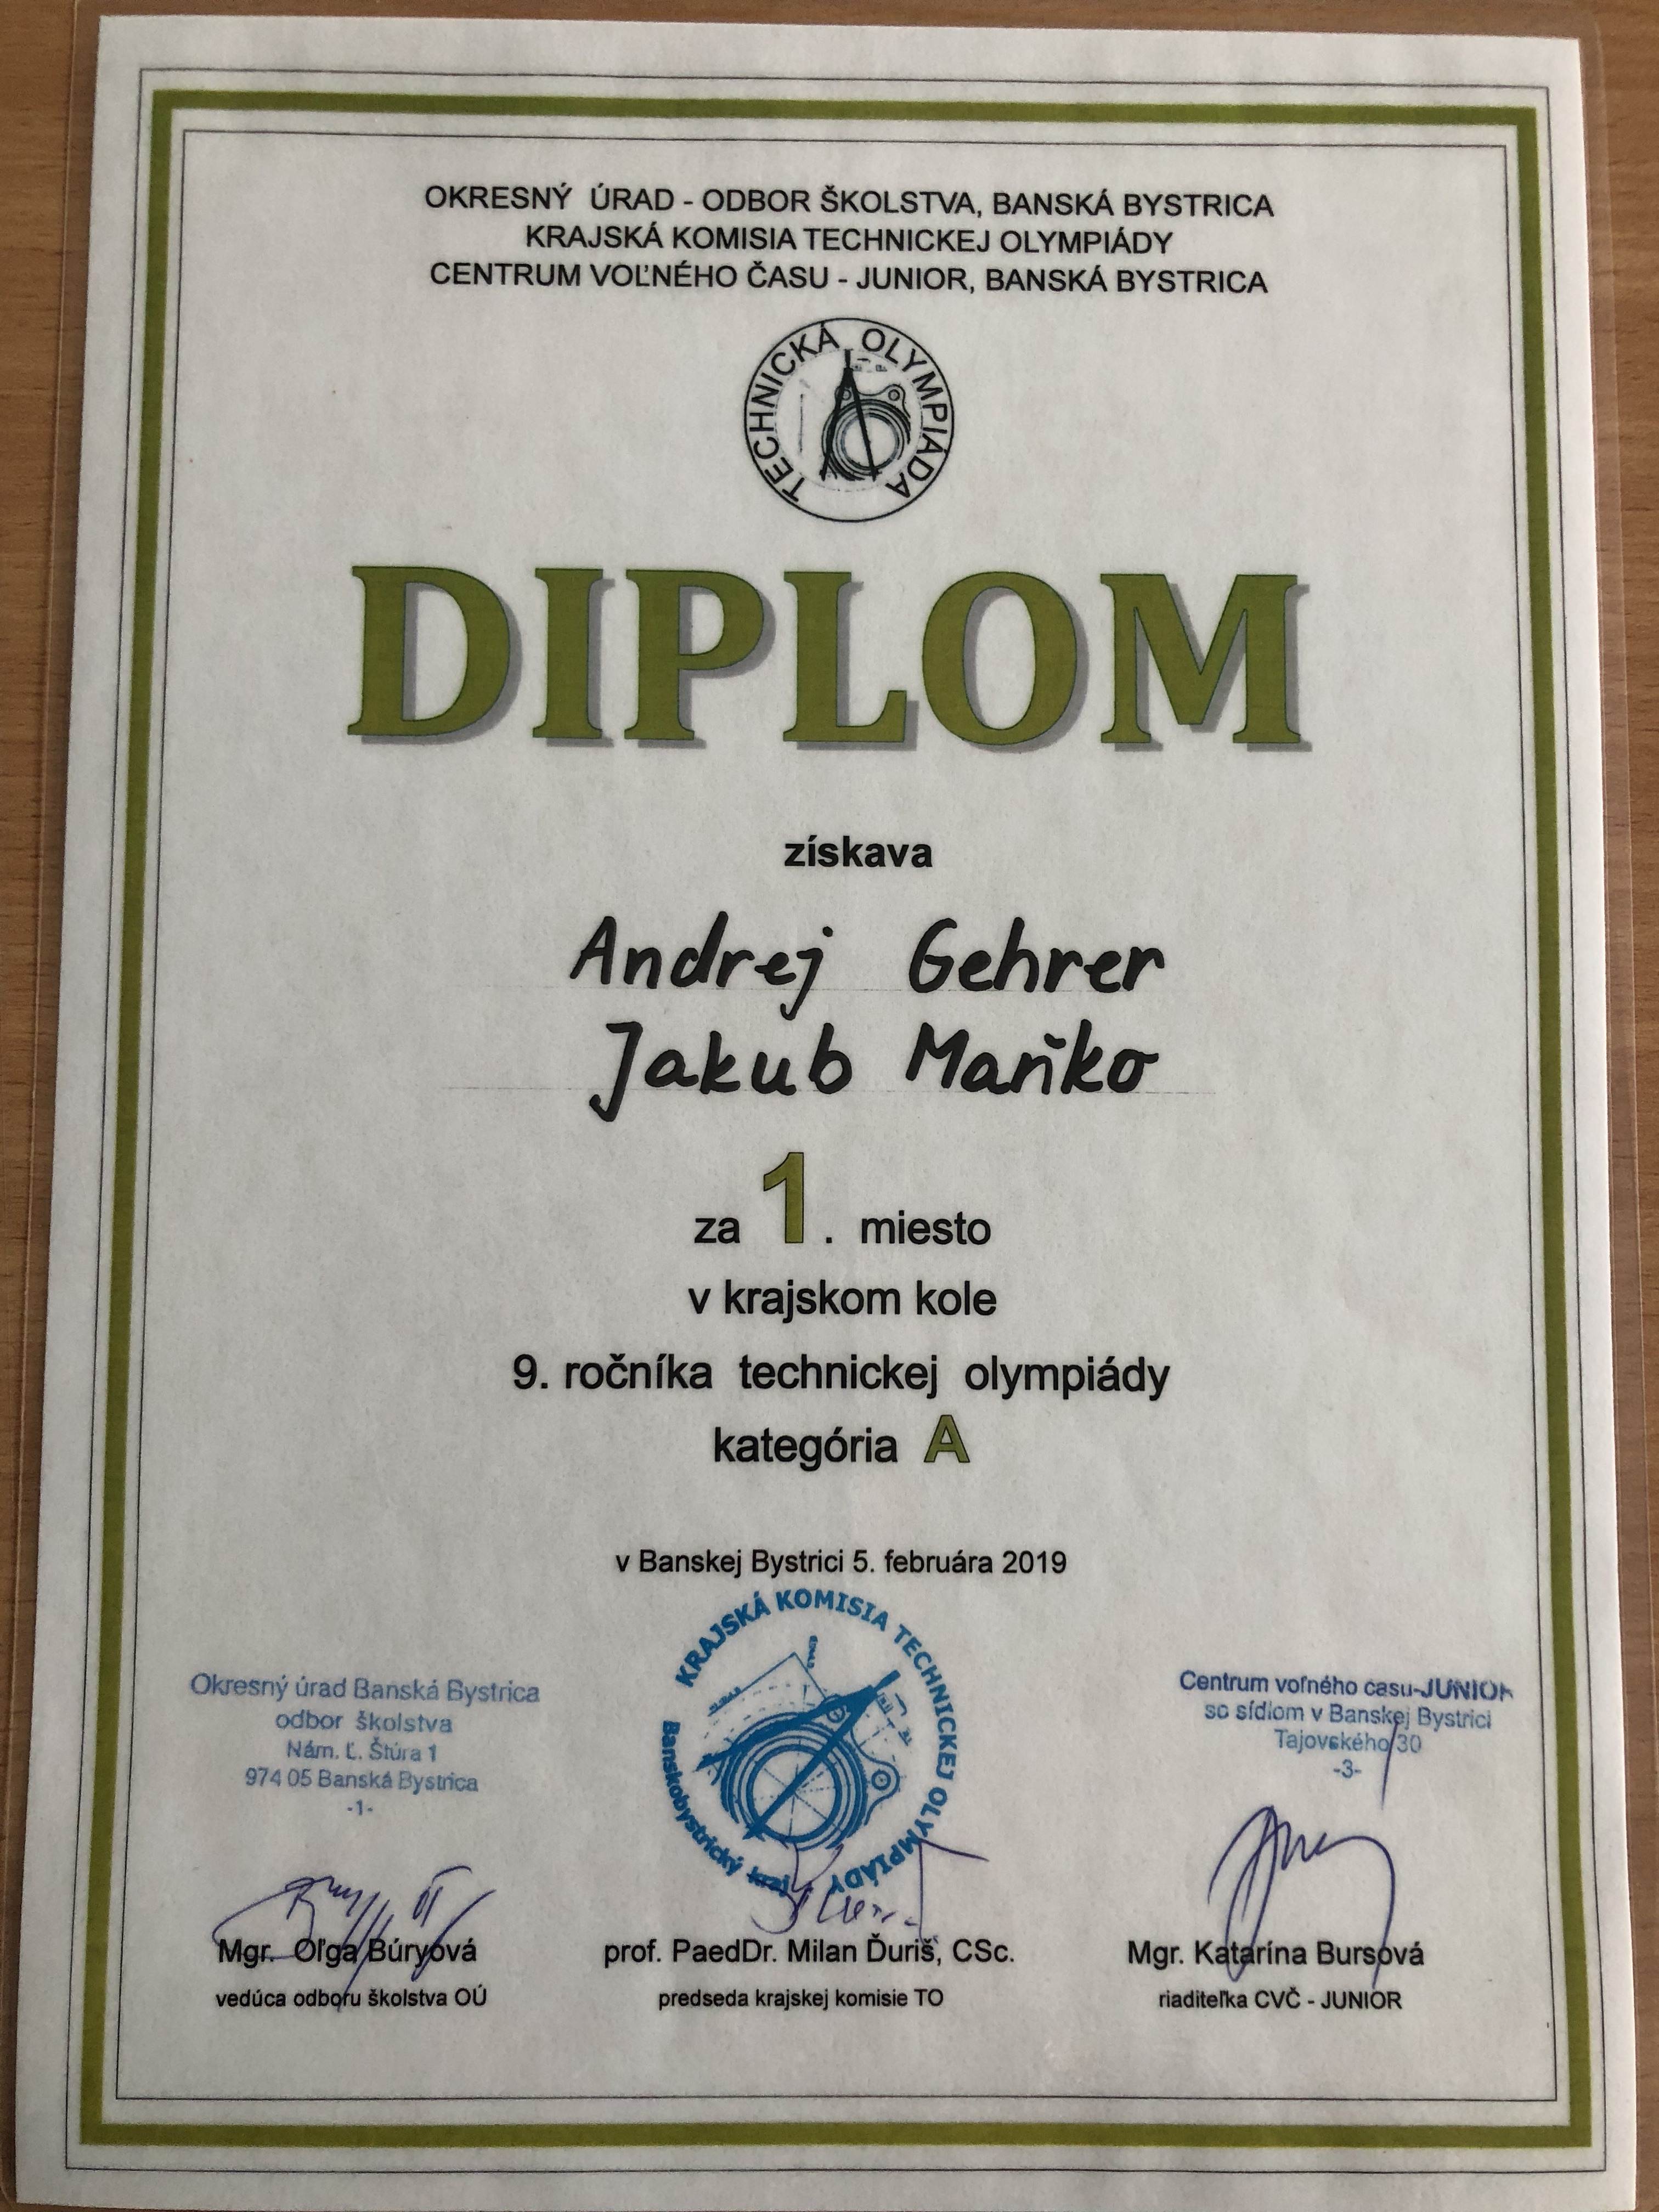 OKRESNÝ ÚRAD - ODBOR ŠKOLSTVA, BANSKÁ BYSTRICA
KRAJSKÁ KOMISIA TECHNICKEJ OLYMPIÁDY
CENTRUM VOĽNÉHO ČASU - JUNIOR, BANSKÁ BYSTRICA
TECHNICKÁ OLYMPIÁDA
DIPLOM
získava
Andrej Gehrer
Jakub Maňko
za 1. miesto
v krajskom kole
9. ročníka technickej olympiády
kategória A
v Banskej Bystrici 5. februára 2019
KRAJSKÁ KOMISIA TECHNICKEJ OLYMPIÁDY
Banskobystrický kraj
Okresný úrad Banská Bystrica
odbor školstva
Nám. Ľ. Štúra 1
974 05 Banská Bystrica
-1-
Centrum voľného času-JUNIOR
so sídlom v Banskej Bystrici
Tajovského 30
-3-
Mgr. Oľga Búryová
vedúca odboru školstva OÚ
prof. PaedDr. Milan Ďuriš, CSc.
predseda krajskej komisie TO
Mgr. Katarína Bursová
riaditeľka CVČ - JUNIOR